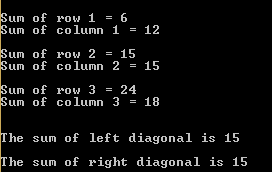 Sum of row 1 = 6
Sum of column 1 = 12
Sum of row 2 = 15
Sum of column 2 = 15
Sum of row 3 = 24
Sum of column 3 = 18
The sum of left diagonal is 15
The sum of right diagonal is 15